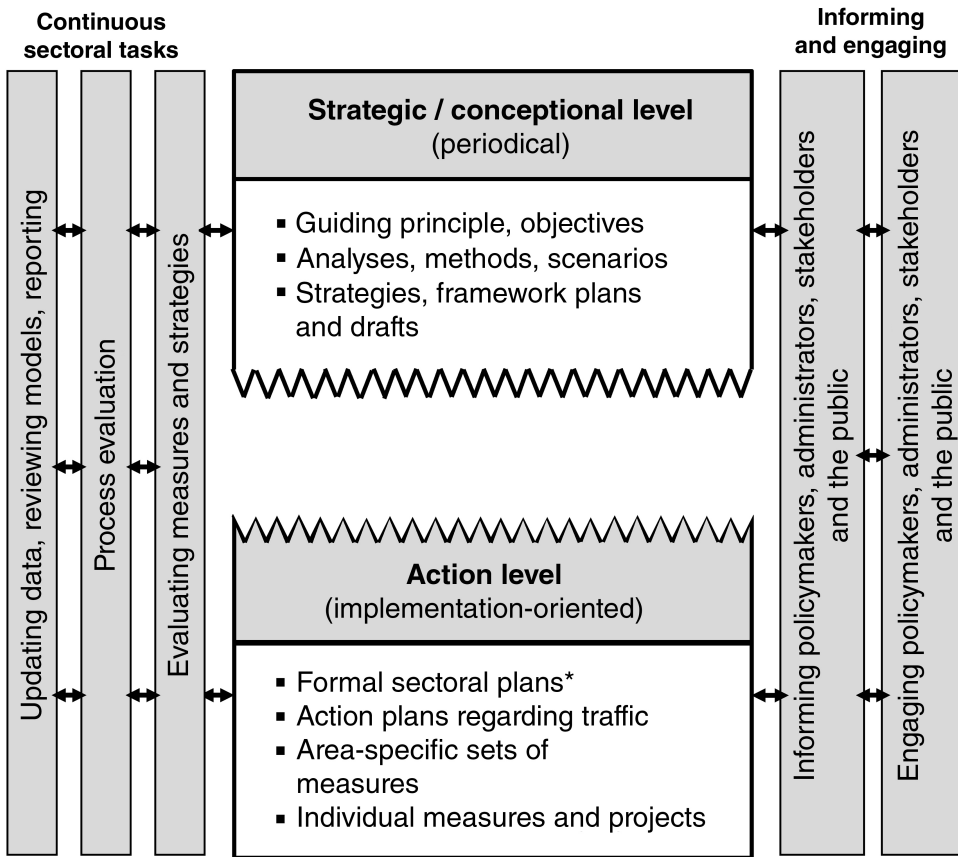 Continuous
sectoral tasks
Informing
and engaging
Updating data, reviewing models, reporting
Process evaluation
Evaluating measures and strategies
Strategic / conceptional level
(periodical)
▪ Guiding principle, objectives
▪ Analyses, methods, scenarios
▪ Strategies, framework plans
and drafts
Action level
(implementation-oriented)
▪ Formal sectoral plans*
▪ Action plans regarding traffic
▪ Area-specific sets of
measures
▪ Individual measures and projects
Informing policymakers, administrators, stakeholders
and the public
Engaging policymakers, administrators, stakeholders
and the public